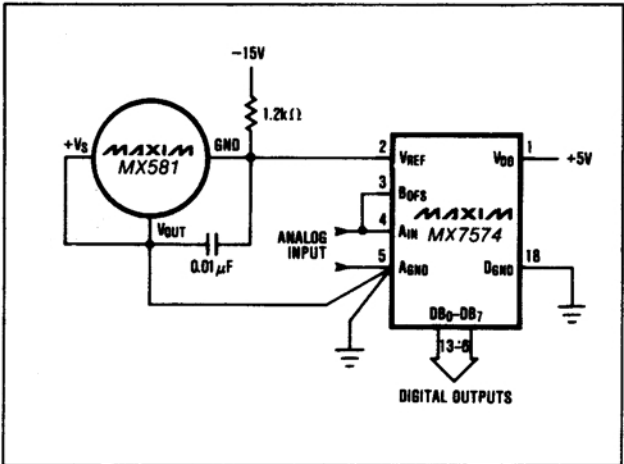 −15V
1.2kΩ
+VS
MAXIM
MX581
GND
VOUT
0.01µF
ANALOG
INPUT
2
3
4
5
VREF
BOFS
AIN
AGND
MAXIM
MX7574
VDD
DGND
1
18
+5V
DB0–DB7
13-6
DIGITAL OUTPUTS